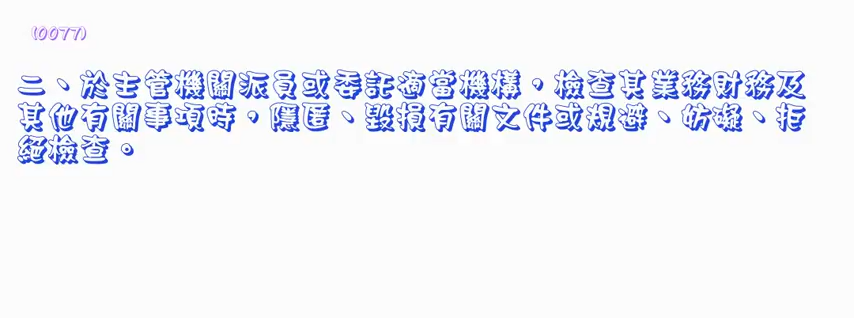 (0077)
二、於主管機關派員或委託適當機構，檢查其業務財務及
其他有關事項時，隱匿、毀損有關文件或規避、妨礙、拒
絕檢查。